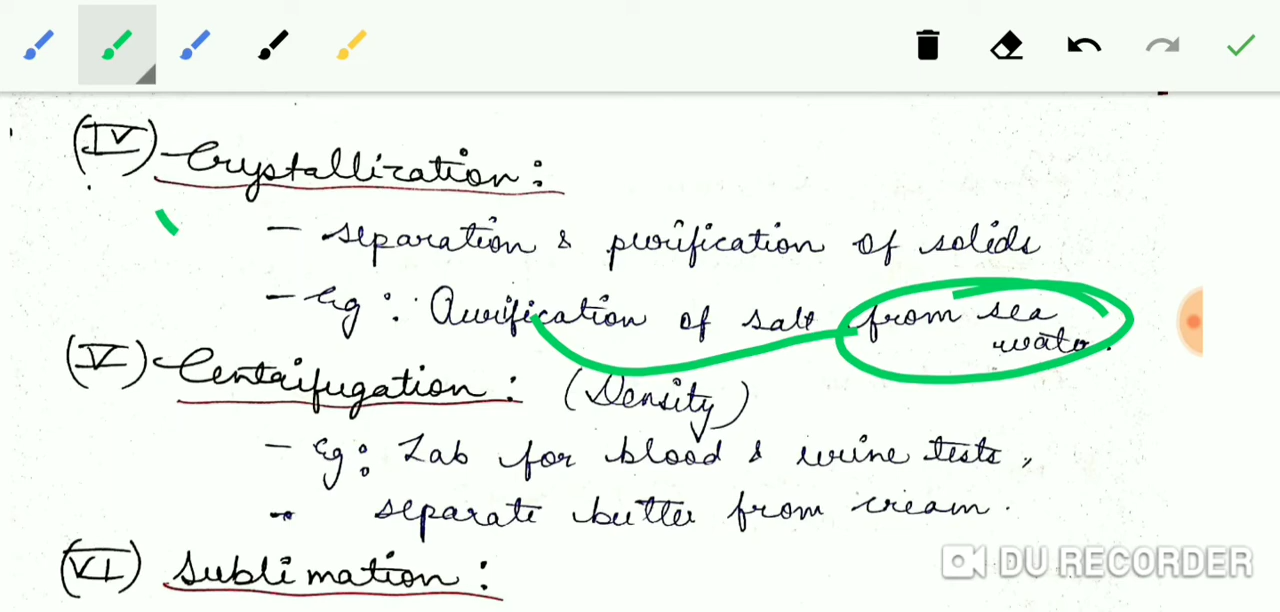 (IV) Crystallization :
- separation & purification of solids
- Eg : Purification of salt from sea
water.
(V) Centrifugation : (Density)
- Eg : Lab for blood & urine tests,
- separate butter from cream.
(VI) Sublimation :
DU RECORDER